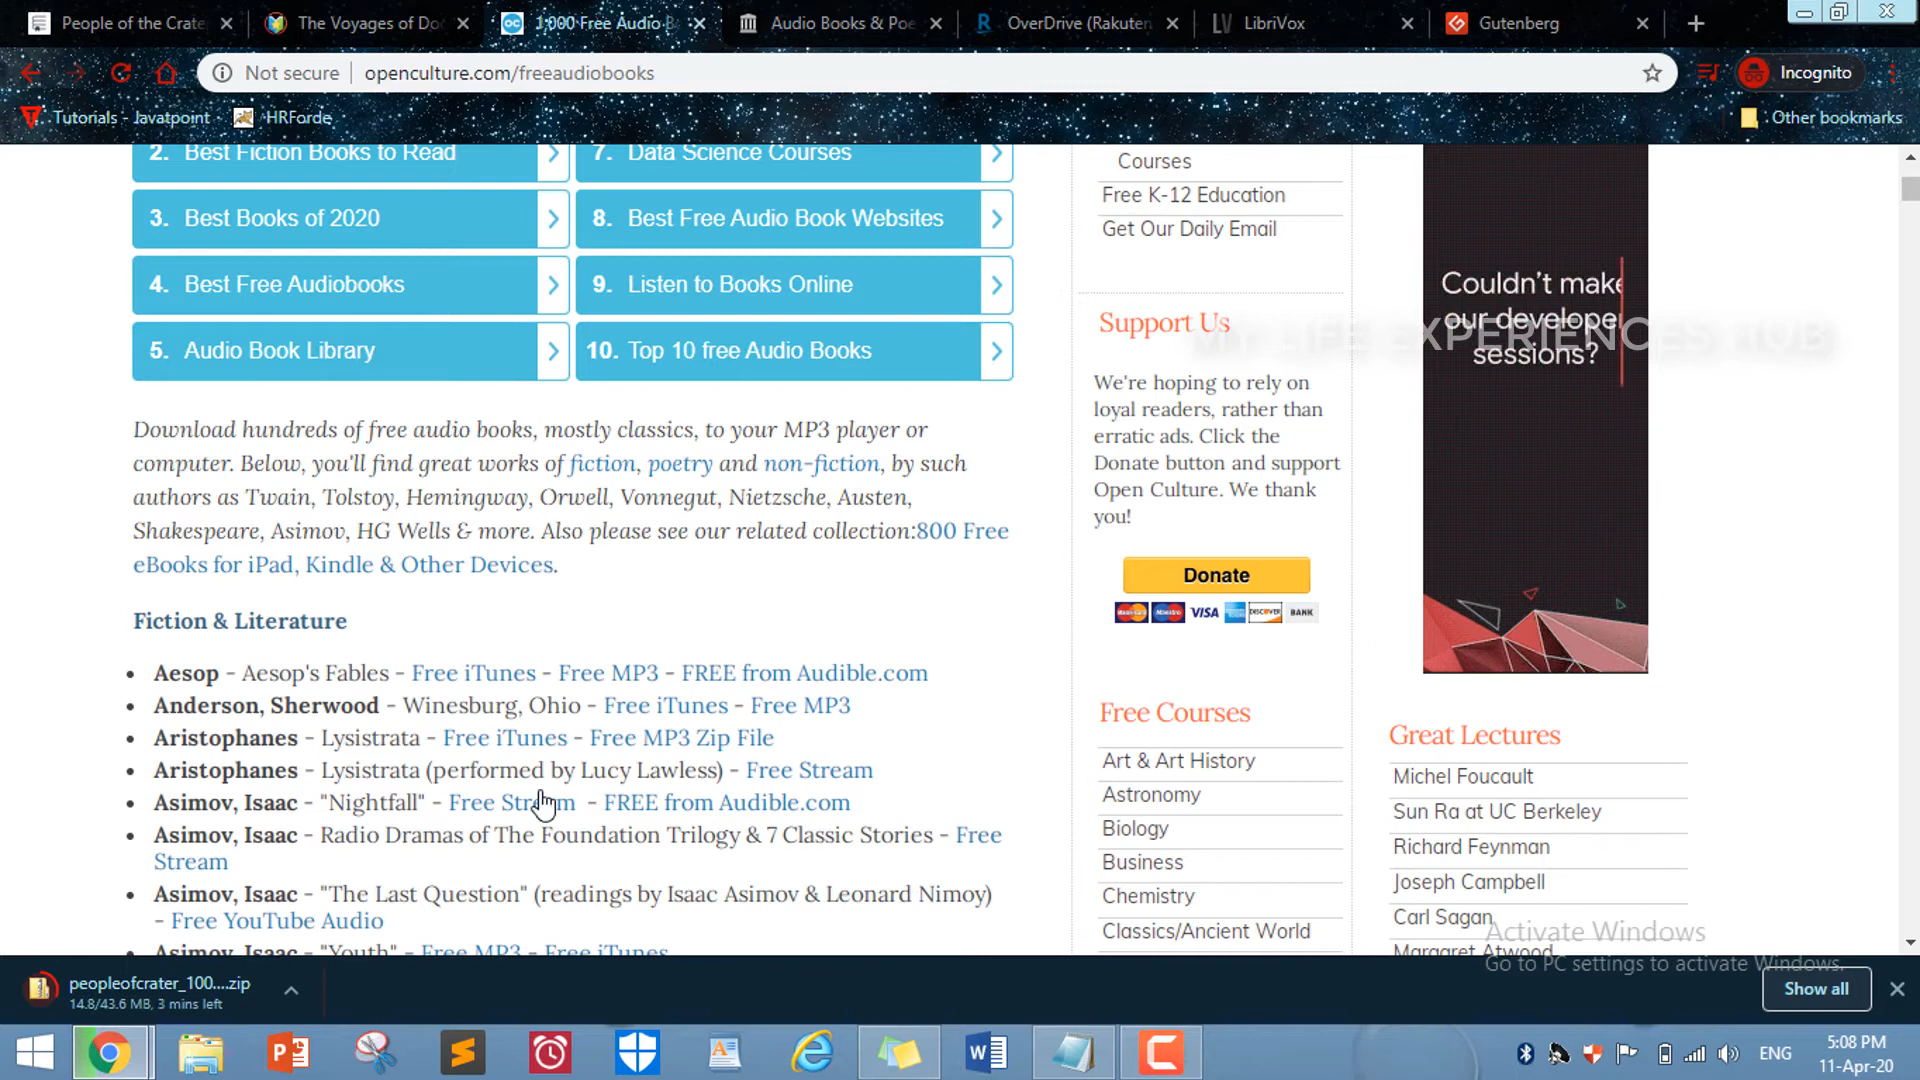 People of the Crate
The Voyages of Do
1,000 Free Audio B
Audio Books & Poe
OverDrive (Rakuten
LibriVox
Gutenberg
Not secure
openculture.com/freeaudiobooks
Incognito
Tutorials - Javatpoint
HRForde
Other bookmarks
2. Best Fiction Books to Read
7. Data Science Courses
3. Best Books of 2020
8. Best Free Audio Book Websites
4. Best Free Audiobooks
9. Listen to Books Online
5. Audio Book Library
10. Top 10 free Audio Books
Download hundreds of free audio books, mostly classics, to your MP3 player or
computer. Below, you'll find great works of fiction, poetry and non-fiction, by such
authors as Twain, Tolstoy, Hemingway, Orwell, Vonnegut, Nietzsche, Austen,
Shakespeare, Asimov, HG Wells & more. Also please see our related collection:800 Free
eBooks for iPad, Kindle & Other Devices.
Fiction & Literature
Aesop - Aesop's Fables - Free iTunes - Free MP3 - FREE from Audible.com
Anderson, Sherwood - Winesburg, Ohio - Free iTunes - Free MP3
Aristophanes - Lysistrata - Free iTunes - Free MP3 Zip File
Aristophanes - Lysistrata (performed by Lucy Lawless) - Free Stream
Asimov, Isaac - "Nightfall" - Free Stream - FREE from Audible.com
Asimov, Isaac - Radio Dramas of The Foundation Trilogy & 7 Classic Stories - Free
Stream
Asimov, Isaac - "The Last Question" (readings by Isaac Asimov & Leonard Nimoy)
- Free YouTube Audio
Asimov, Isaac - "Youth" - Free MP3 - Free iTunes
Courses
Free K-12 Education
Get Our Daily Email
Support Us
We're hoping to rely on
loyal readers, rather than
erratic ads. Click the
Donate button and support
Open Culture. We thank
you!
Donate
VISA
DISCOVER
BANK
Free Courses
Art & Art History
Astronomy
Biology
Business
Chemistry
Classics/Ancient World
Couldn't make
our develope
sessions?
MY LIFE EXPERIENCES HUB
Great Lectures
Michel Foucault
Sun Ra at UC Berkeley
Richard Feynman
Joseph Campbell
Carl Sagan
Margaret Atwood
Activate Windows
Go to PC settings to activate Windows.
peopleofcrater_100....zip
14.8/43.6 MB, 3 mins left
Show all
ENG
5:08 PM
11-Apr-20